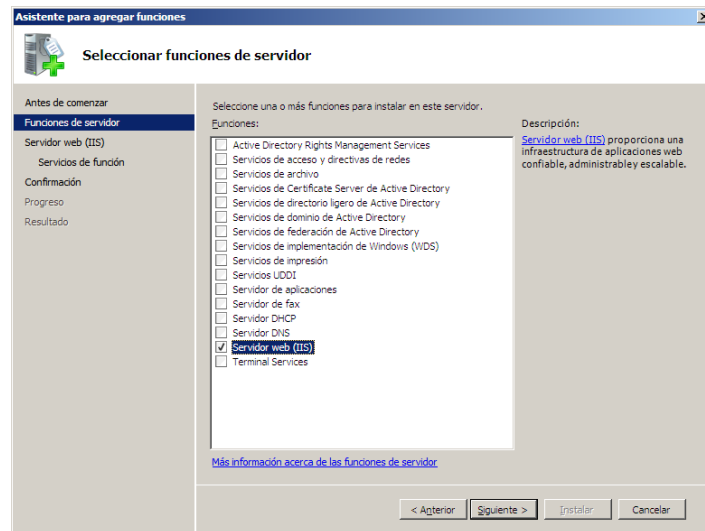 Asistente para agregar funciones
Seleccionar funciones de servidor
Antes de comenzar
Funciones de servidor
Servidor web (IIS)
Servicios de función
Confirmación
Progreso
Resultado
Seleccione una o más funciones para instalar en este servidor.
Funciones:
Active Directory Rights Management Services
Servicios de acceso y directivas de redes
Servicios de archivo
Servicios de Certificate Server de Active Directory
Servicios de directorio ligero de Active Directory
Servicios de dominio de Active Directory
Servicios de federación de Active Directory
Servicios de implementación de Windows (WDS)
Servicios de impresión
Servicios UDDI
Servidor de aplicaciones
Servidor de fax
Servidor DHCP
Servidor DNS
Servidor web (IIS)
Terminal Services
Más información acerca de las funciones de servidor
Descripción:
Servidor web (IIS) proporciona una
infraestructura de aplicaciones web
confiable, administrable y escalable.
< Anterior
Siguiente >
Instalar
Cancelar